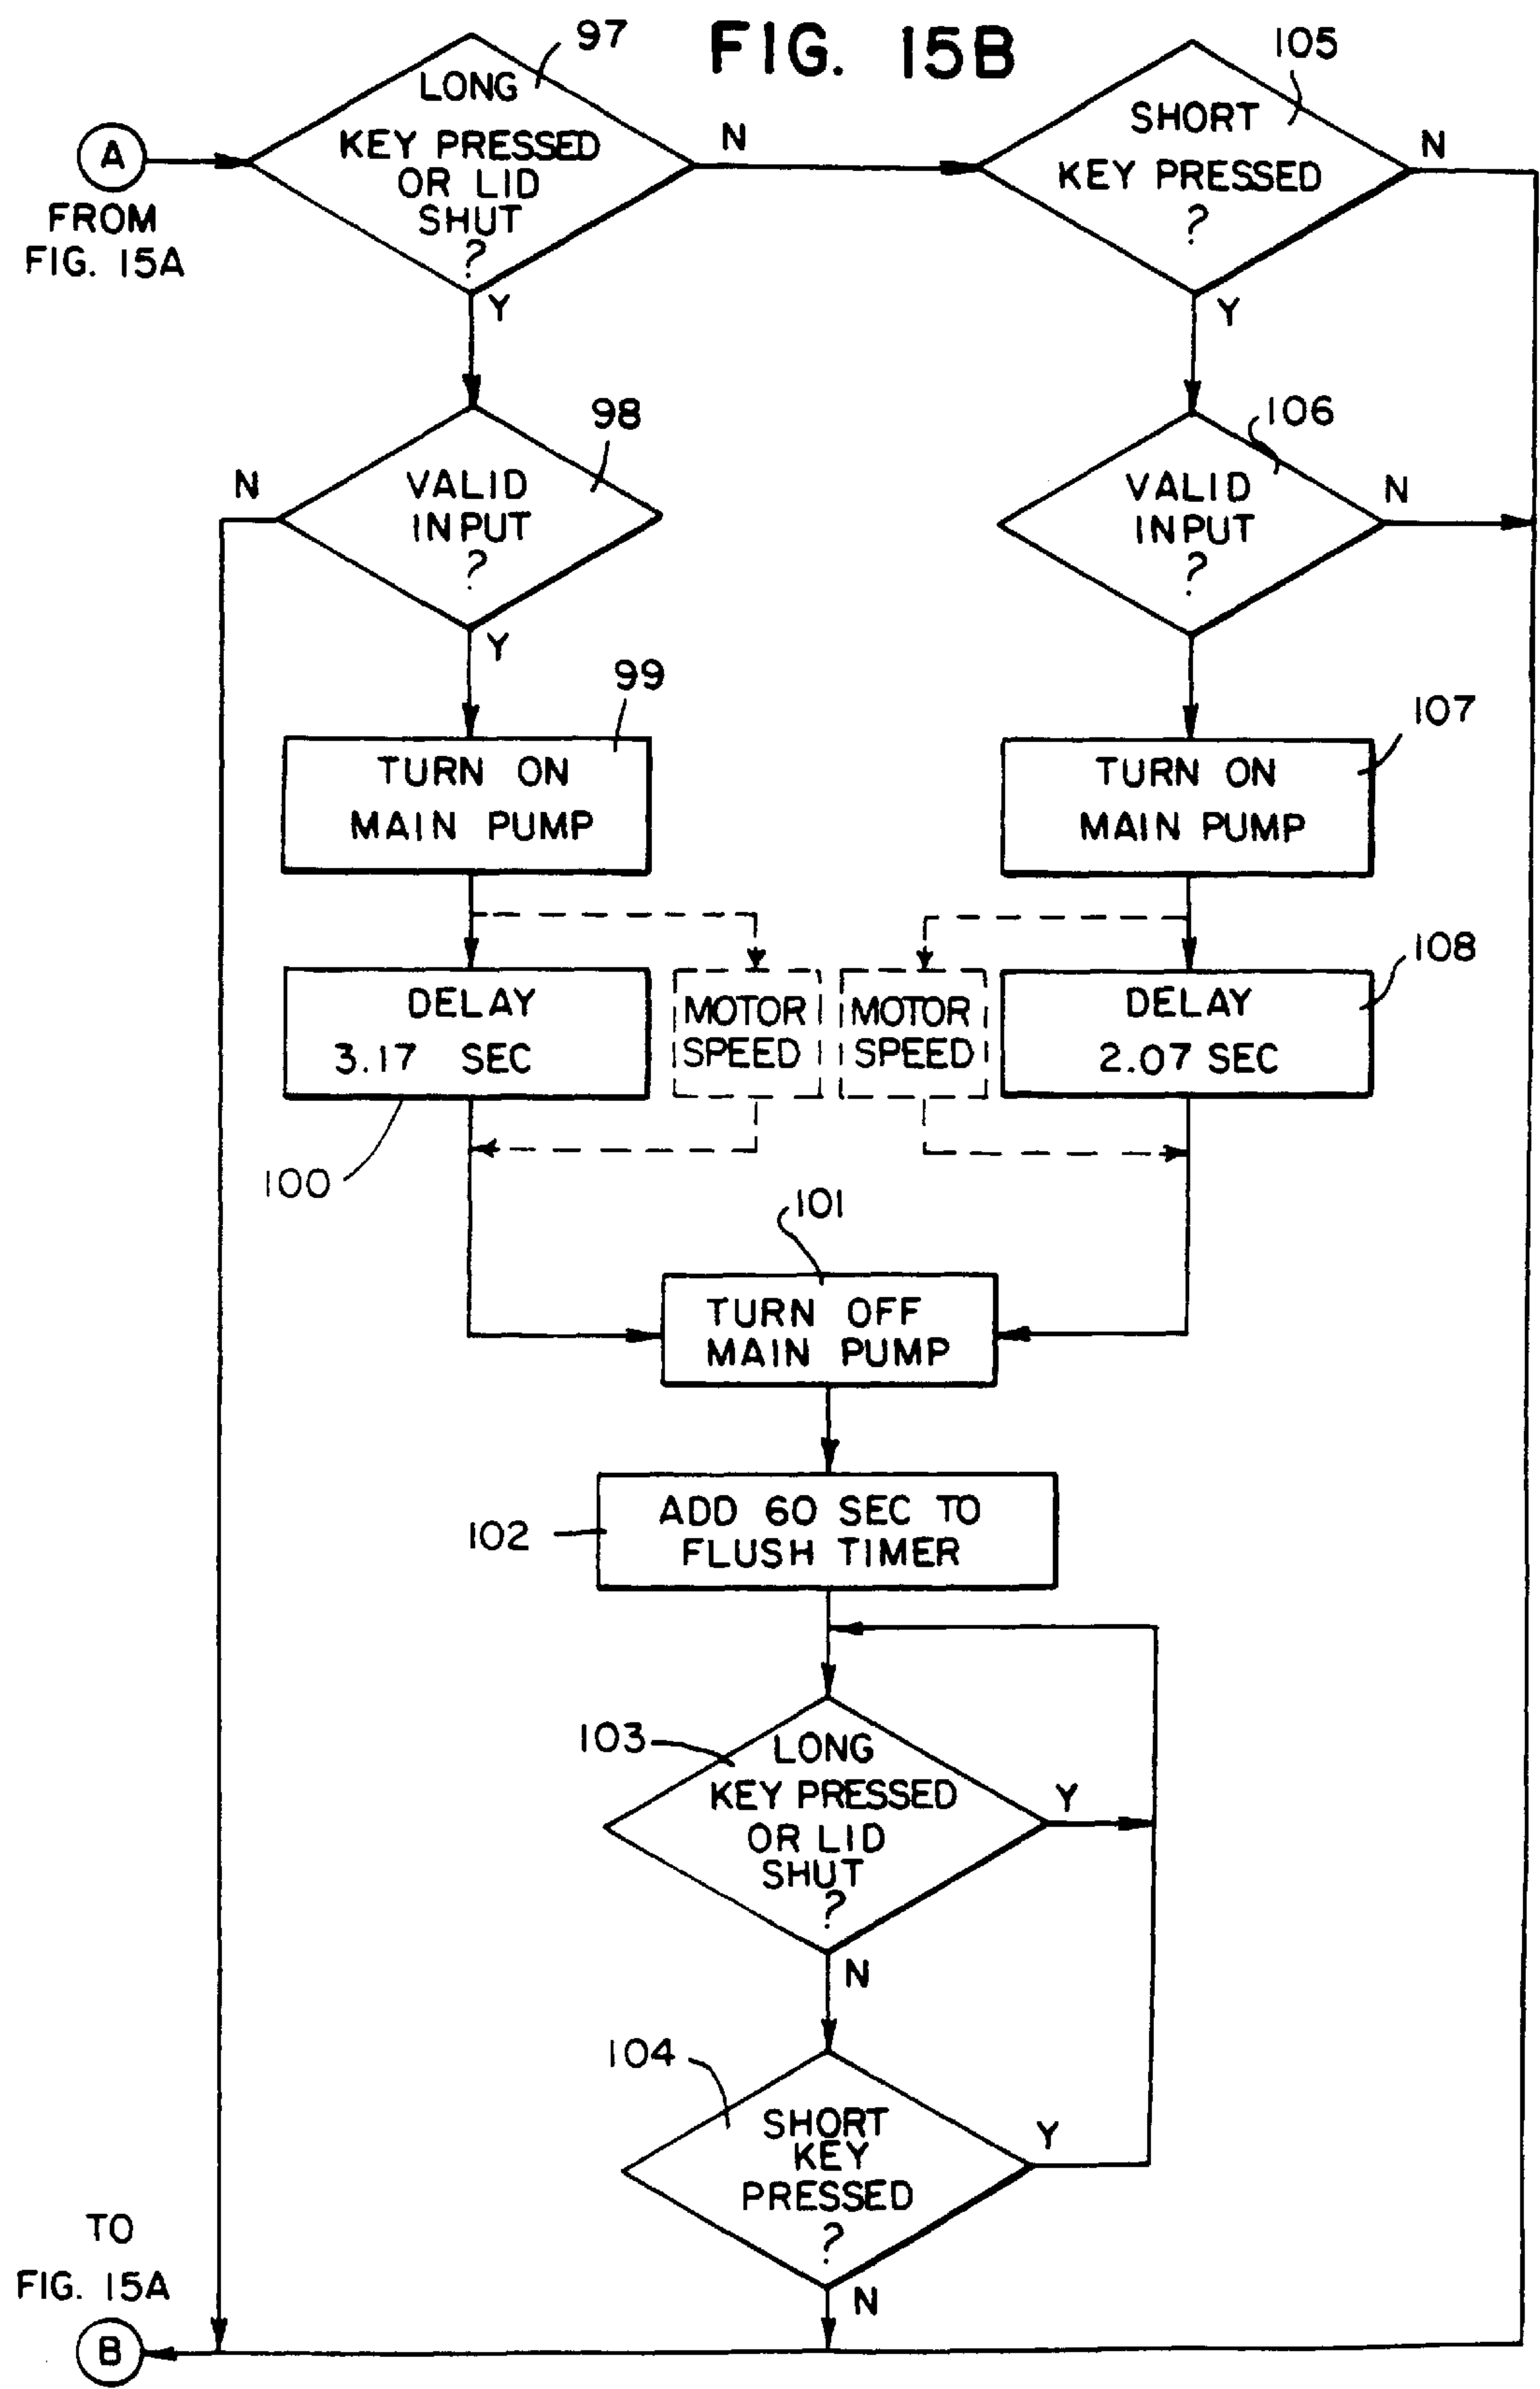 FIG. 15B
97
LONG
KEY PRESSED
OR LID
SHUT
?
A
FROM
FIG. 15A
N
Y
105
SHORT
KEY PRESSED
?
N
Y
98
VALID
INPUT
?
N
Y
106
VALID
INPUT
?
N
99
TURN ON
MAIN PUMP
107
TURN ON
MAIN PUMP
DELAY
3.17 SEC
100
MOTOR
SPEED
MOTOR
SPEED
108
DELAY
2.07 SEC
101
TURN OFF
MAIN PUMP
102
ADD 60 SEC TO
FLUSH TIMER
103
LONG
KEY PRESSED
OR LID
SHUT
?
Y
N
104
SHORT
KEY
PRESSED
?
Y
N
TO
FIG. 15A
B